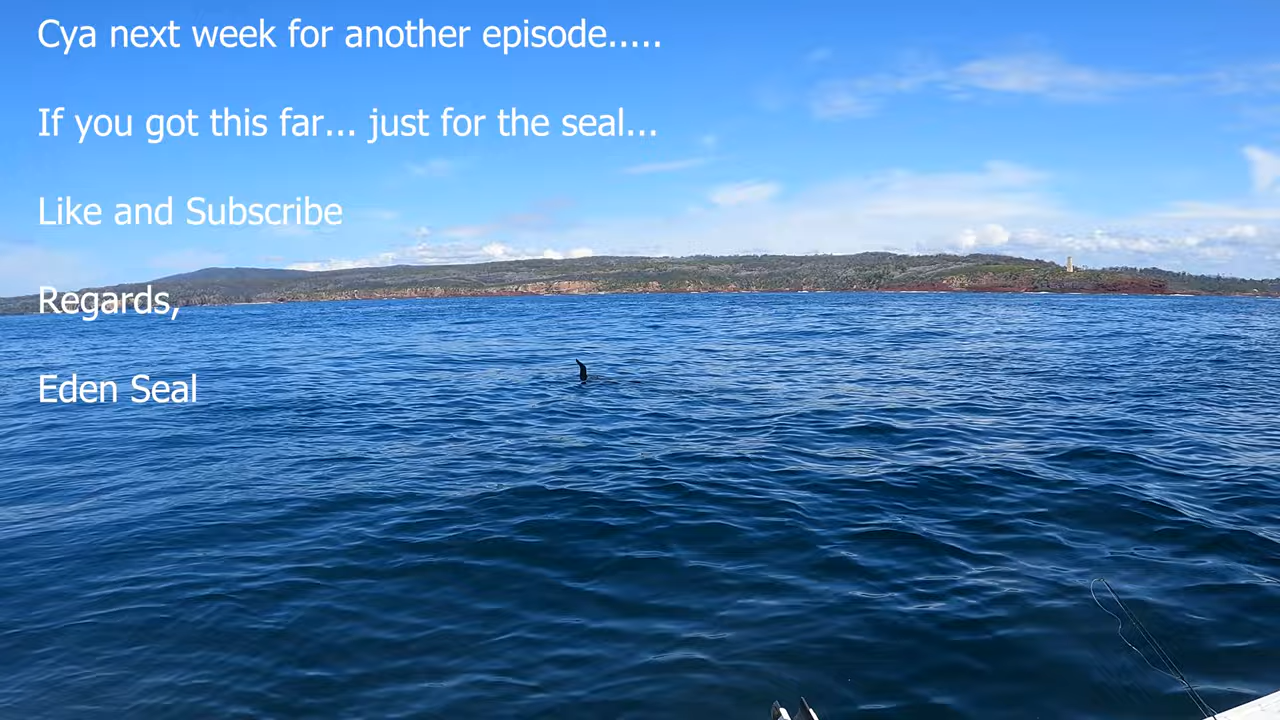 Cya next week for another episode.....
If you got this far... just for the seal...
Like and Subscribe
Regards,
Eden Seal